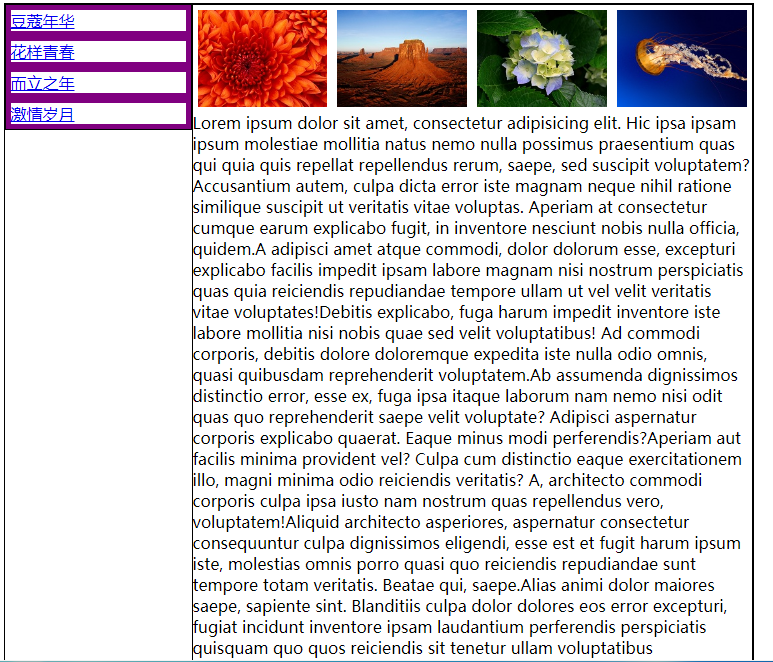 豆蔻年华
花样青春
而立之年
激情岁月
Lorem ipsum dolor sit amet, consectetur adipisicing elit. Hic ipsa ipsam
ipsum molestiae mollitia natus nemo nulla possimus praesentium quas
qui quia quis repellat repellendus rerum, saepe, sed suscipit voluptatem?
Accusantium autem, culpa dicta error iste magnam neque nihil ratione
similique suscipit ut veritatis vitae voluptas. Aperiam at consectetur
cumque earum explicabo fugit, in inventore nesciunt nobis nulla officia,
quidem.A adipisci amet atque commodi, dolor dolorum esse, excepturi
explicabo facilis impedit ipsam labore magnam nisi nostrum perspiciatis
quas quia reiciendis repudiandae tempore ullam ut vel velit veritatis
vitae voluptates!Debitis explicabo, fuga harum impedit inventore iste
labore mollitia nisi nobis quae sed velit voluptatibus! Ad commodi
corporis, debitis dolore doloremque expedita iste nulla odio omnis,
quasi quibusdam reprehenderit voluptatem.Ab assumenda dignissimos
distinctio error, esse ex, fuga ipsa itaque laborum nam nemo nisi odit
quas quo reprehenderit saepe velit voluptate? Adipisci aspernatur
corporis explicabo quaerat. Eaque minus modi perferendis?Aperiam aut
facilis minima provident vel? Culpa cum distinctio eaque exercitationem
illo, magni minima odio reiciendis veritatis? A, architecto commodi
corporis culpa ipsa iusto nam nostrum quas repellendus vero,
voluptatem!Aliquid architecto asperiores, aspernatur consectetur
consequuntur culpa dignissimos eligendi, esse est et fugit harum ipsum
iste, molestias omnis porro quasi quo reiciendis repudiandae sunt
tempore totam veritatis. Beatae qui, saepe.Alias animi dolor maiores
saepe, sapiente sint. Blanditiis culpa dolor dolores eos error excepturi,
fugiat incidunt inventore ipsam laudantium perferendis perspiciatis
quisquam quo quos reiciendis sit tenetur ullam voluptatibus